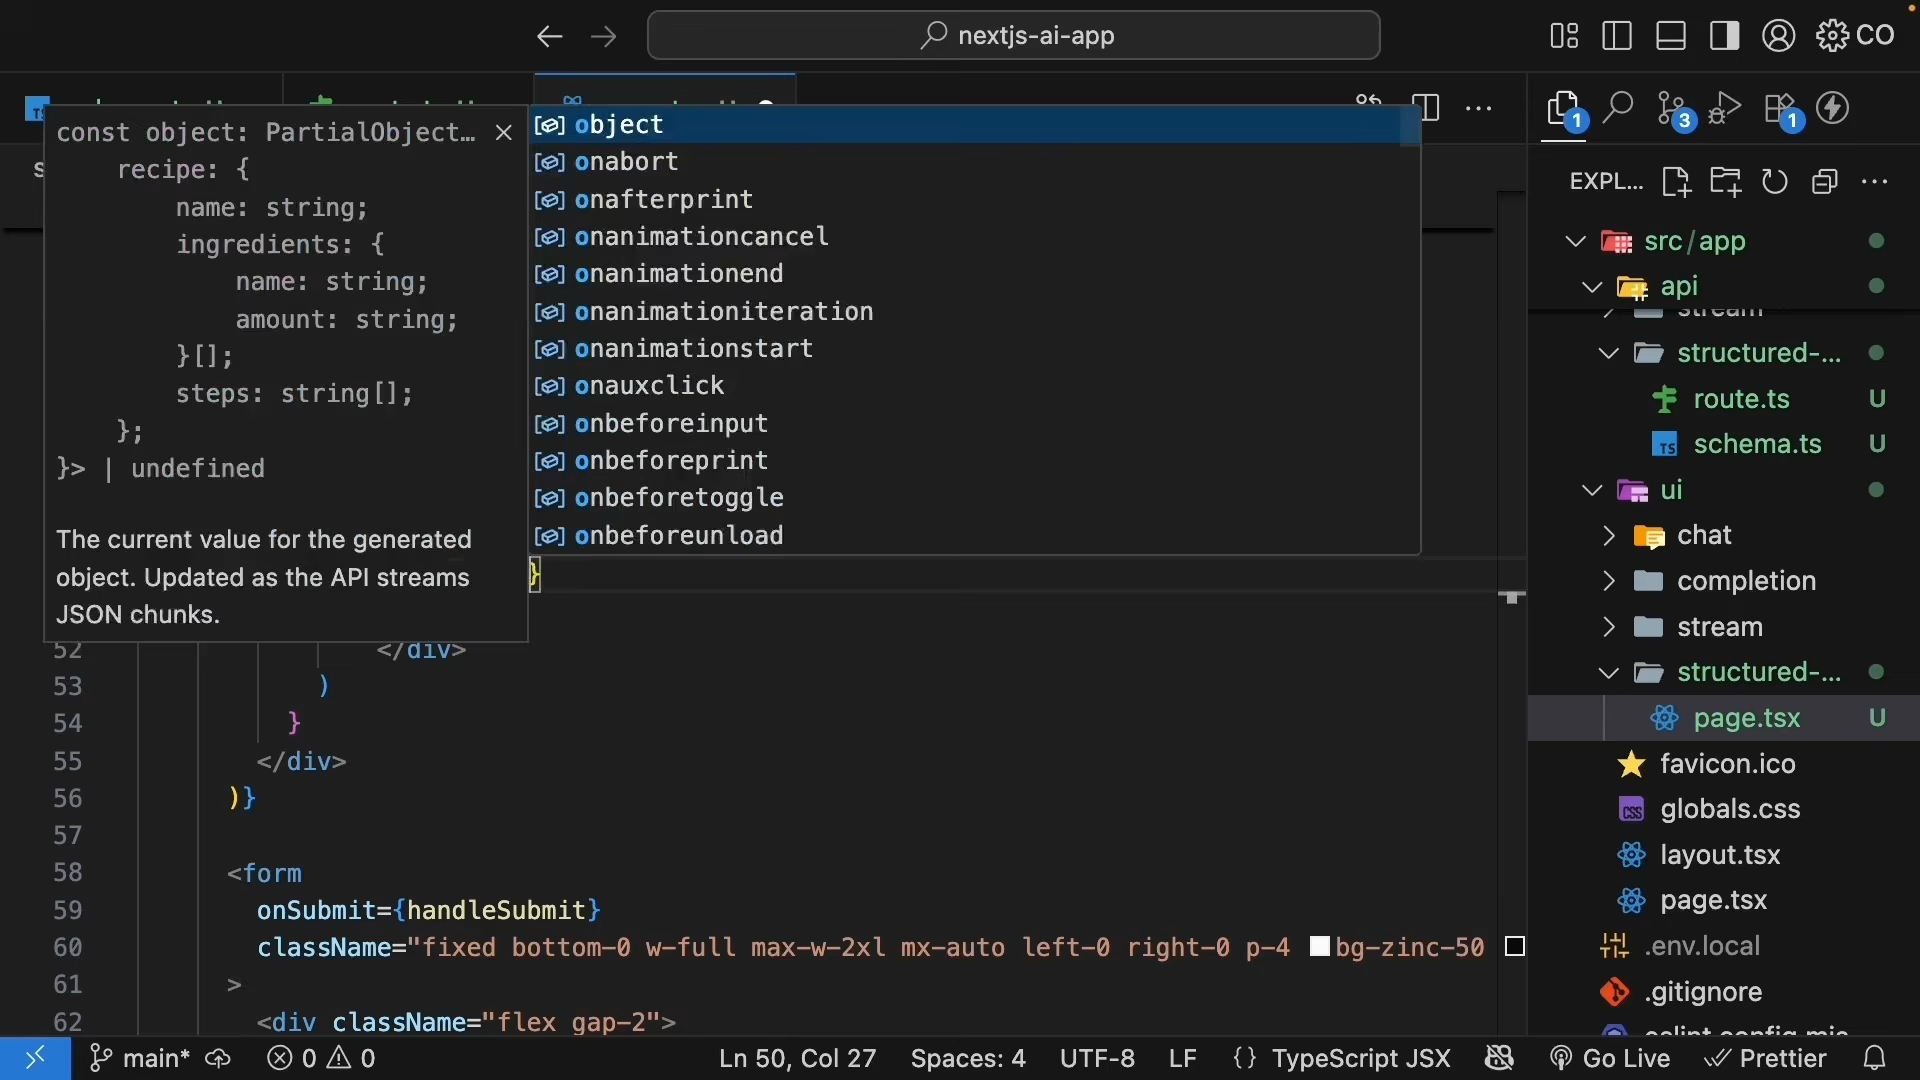 nextjs-ai-app
CO
const object: PartialObject…
recipe: {
name: string;
ingredients: {
name: string;
amount: string;
}[];
steps: string[];
};
}> | undefined
The current value for the generated
object. Updated as the API streams
JSON chunks.
object
onabort
onafterprint
onanimationcancel
onanimationend
onanimationiteration
onanimationstart
onauxclick
onbeforeinput
onbeforeprint
onbeforetoggle
onbeforeunload
}
52 </div>
53 )
54 }
55 </div>
56 )}
57
58 <form
59 onSubmit={handleSubmit}
60 className="fixed bottom-0 w-full max-w-2xl mx-auto left-0 right-0 p-4 bg-zinc-50
61 >
62 <div className="flex gap-2">
1
3
1
EXPL…
src/app
api
stream
structured-...
route.ts U
schema.ts U
ui
chat
completion
stream
structured-...
page.tsx U
favicon.ico
globals.css
layout.tsx
page.tsx
.env.local
.gitignore
main* 0 0
Ln 50, Col 27 Spaces: 4 UTF-8 LF {} TypeScript JSX Go Live Prettier